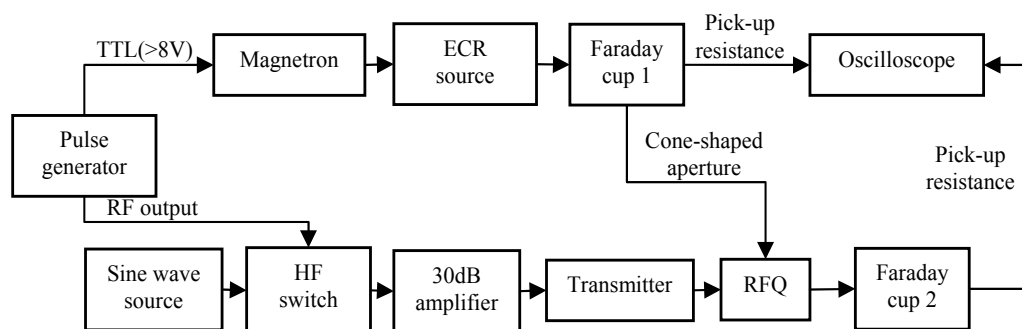 TTL(>8V)
Magnetron
ECR
source
Faraday
cup 1
Pick-up
resistance
Oscilloscope
Pulse
generator
Cone-shaped
aperture
Pick-up
resistance
RF output
Sine wave
source
HF
switch
30dB
amplifier
Transmitter
RFQ
Faraday
cup 2